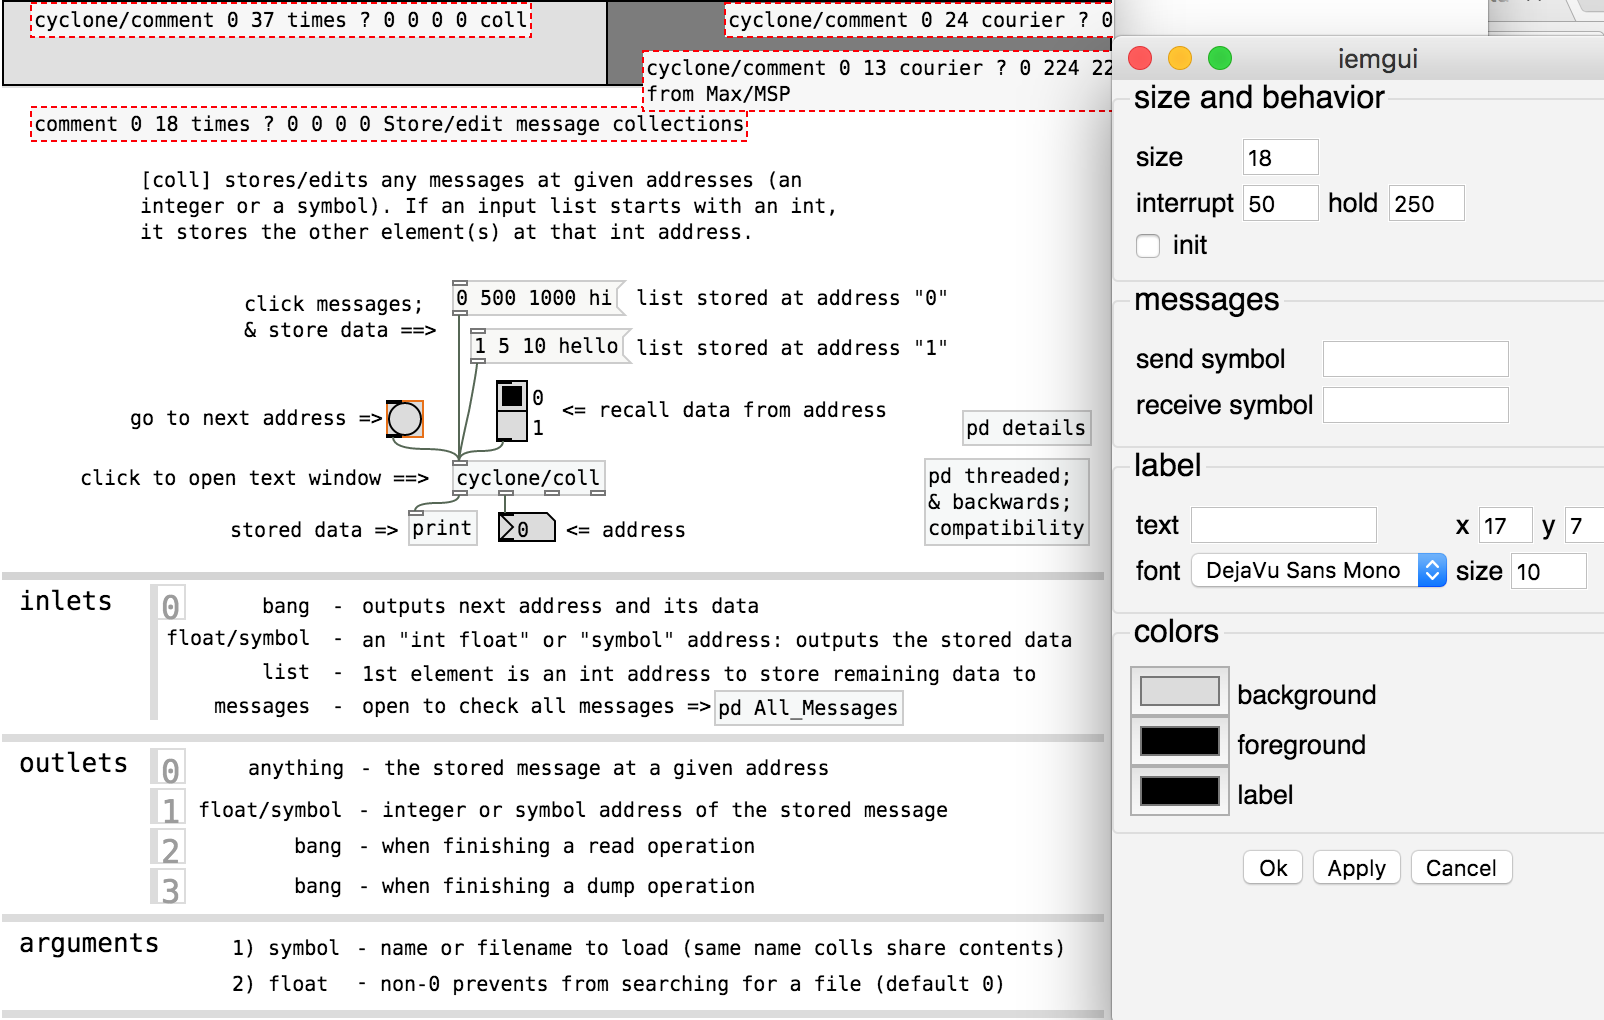 cyclone/comment 0 37 times ? 0 0 0 0 coll
cyclone/comment 0 24 courier ? 0
cyclone/comment 0 13 courier ? 0 224 22
from Max/MSP
comment 0 18 times ? 0 0 0 0 Store/edit message collections
[coll] stores/edits any messages at given addresses (an
integer or a symbol). If an input list starts with an int,
it stores the other element(s) at that int address.
click messages;
& store data ==>
0 500 1000 hi
list stored at address "0"
1 5 10 hello
list stored at address "1"
go to next address =>
0
1
<= recall data from address
pd details
click to open text window ==>
cyclone/coll
pd threaded;
& backwards;
compatibility
stored data =>
print
0
<= address
inlets
0
bang - outputs next address and its data
float/symbol - an "int float" or "symbol" address: outputs the stored data
list - 1st element is an int address to store remaining data to
messages - open to check all messages =>
pd All_Messages
outlets
0
anything - the stored message at a given address
1
float/symbol - integer or symbol address of the stored message
2
bang - when finishing a read operation
3
bang - when finishing a dump operation
arguments
1) symbol - name or filename to load (same name colls share contents)
2) float - non-0 prevents from searching for a file (default 0)
iemgui
size and behavior
size 18
interrupt 50 hold 250
init
messages
send symbol
receive symbol
label
text x 17 y 7
font DejaVu Sans Mono size 10
colors
background
foreground
label
Ok Apply Cancel